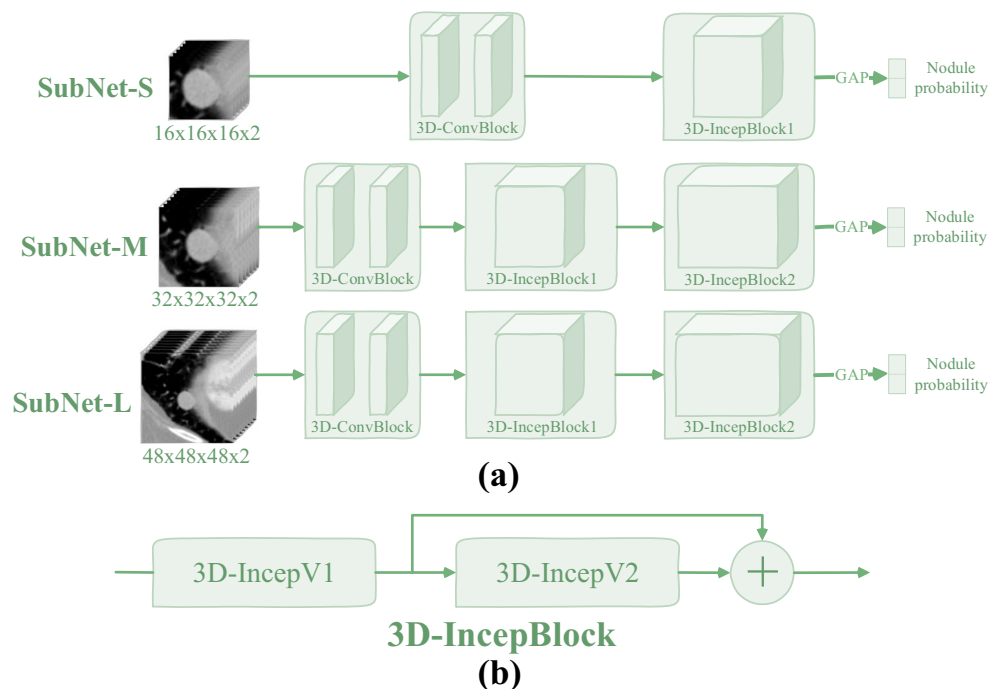 SubNet-S
16x16x16x2
3D-ConvBlock
3D-IncepBlock1
GAP
Nodule
probability
SubNet-M
32x32x32x2
3D-ConvBlock
3D-IncepBlock1
3D-IncepBlock2
GAP
Nodule
probability
SubNet-L
48x48x48x2
3D-ConvBlock
3D-IncepBlock1
3D-IncepBlock2
GAP
Nodule
probability
(a)
3D-IncepV1
3D-IncepV2
+
3D-IncepBlock
(b)